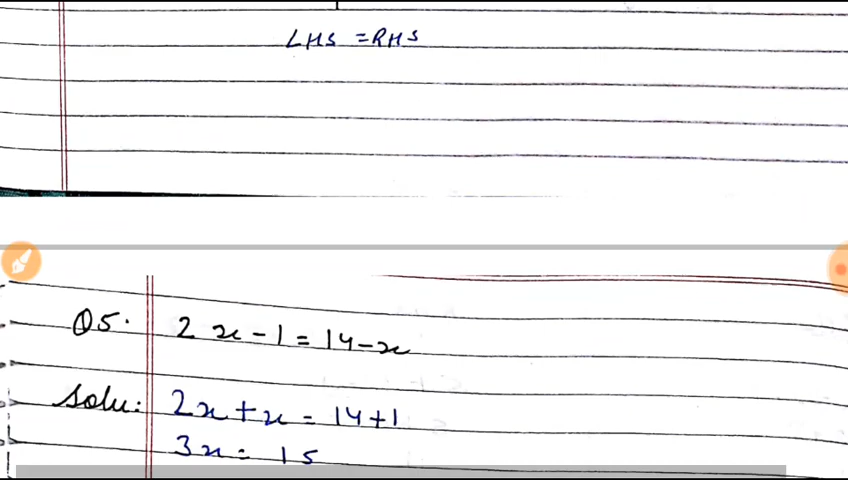 LHS = RHS
Q5. 2x-1=14-x
Solu: 2x+x=14+1
3x=15